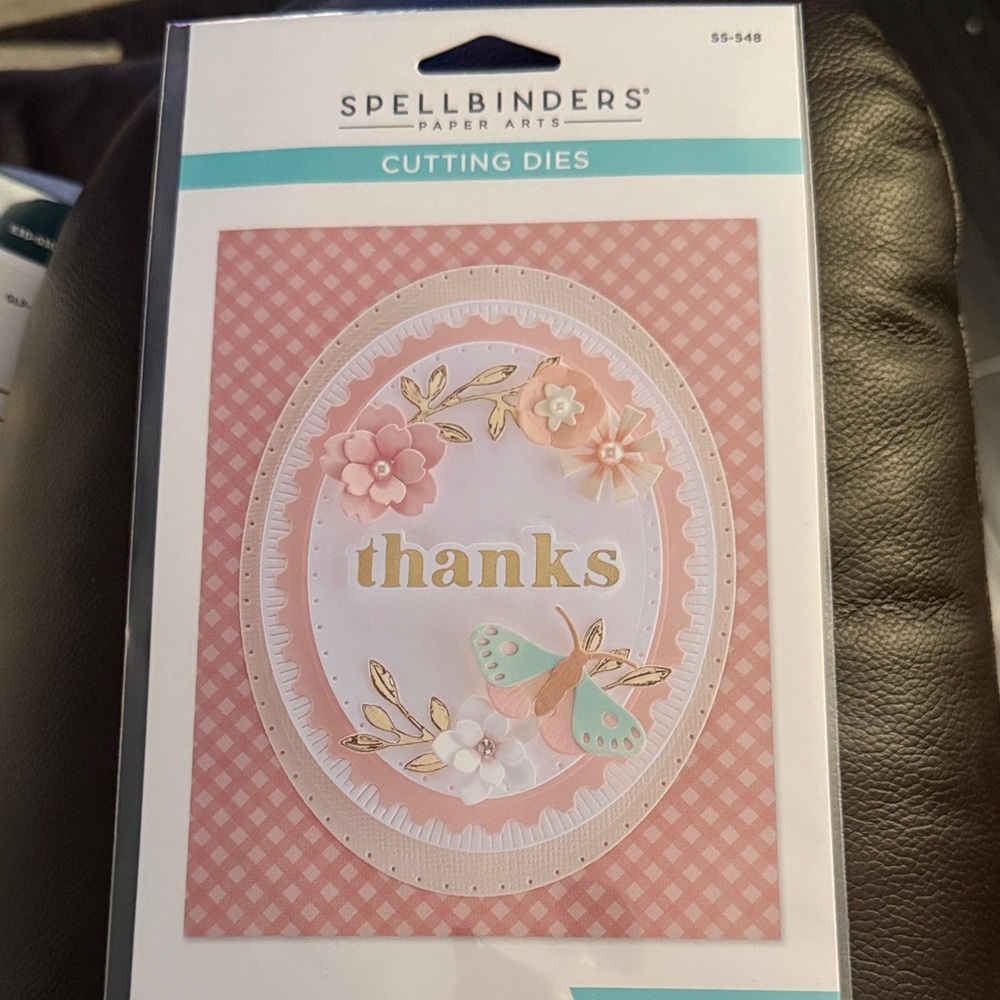 S5-548
SPELLBINDERS®
PAPER ARTS
CUTTING DIES
thanks